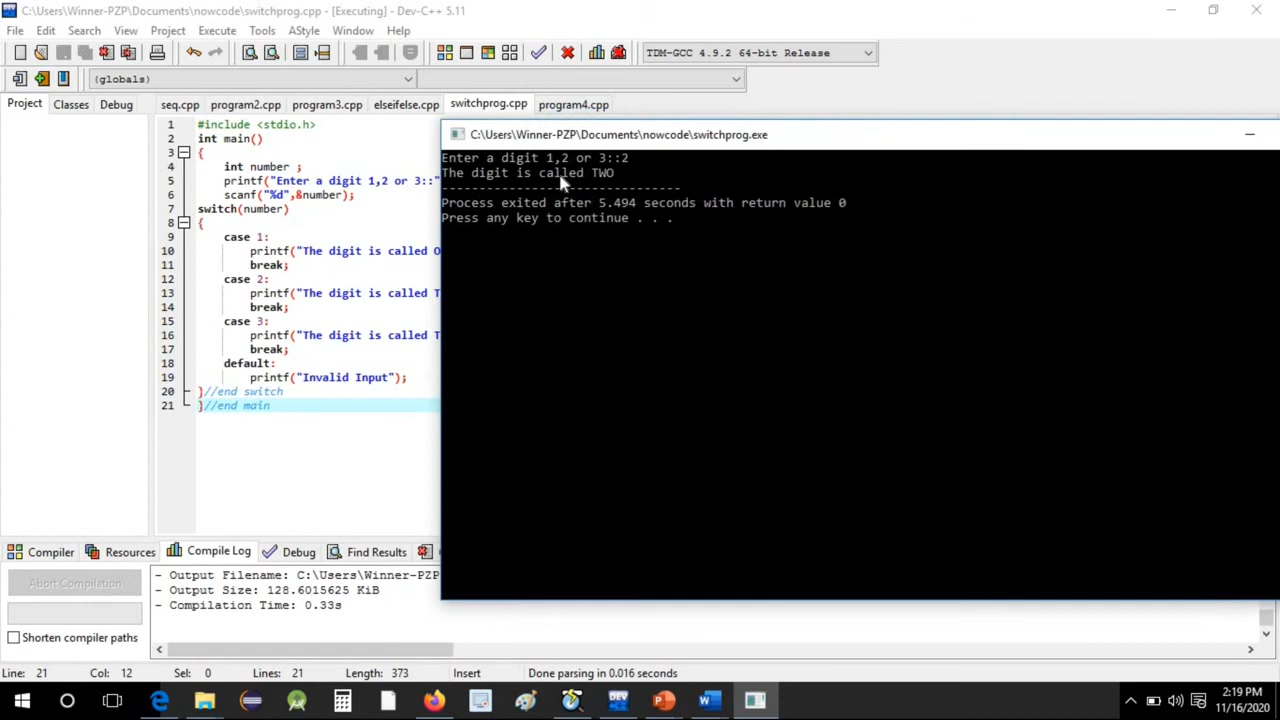 C:\Users\Winner-PZP\Documents\nowcode\switchprog.cpp - [Executing] - Dev-C++ 5.11
File Edit Search View Project Execute Tools AStyle Window Help
TDM-GCC 4.9.2 64-bit Release
(globals)
Project Classes Debug
seq.cpp program2.cpp program3.cpp elseifelse.cpp switchprog.cpp program4.cpp
1 #include <stdio.h>
2 int main()
3 {
4 int number ;
5 printf("Enter a digit 1,2 or 3::"
6 scanf("%d",&number);
7 switch(number)
8 {
9 case 1:
10 printf("The digit is called O
11 break;
12 case 2:
13 printf("The digit is called T
14 break;
15 case 3:
16 printf("The digit is called T
17 break;
18 default:
19 printf("Invalid Input");
20 }//end switch
21 }//end main
C:\Users\Winner-PZP\Documents\nowcode\switchprog.exe
Enter a digit 1,2 or 3::2
The digit is called TWO
--------------------------------
Process exited after 5.494 seconds with return value 0
Press any key to continue . . .
Compiler Resources Compile Log Debug Find Results
Abort Compilation
Shorten compiler paths
- Output Filename: C:\Users\Winner-PZP
- Output Size: 128.6015625 KiB
- Compilation Time: 0.33s
Line: 21 Col: 12 Sel: 0 Lines: 21 Length: 373 Insert Done parsing in 0.016 seconds
DEV
2:19 PM
11/16/2020